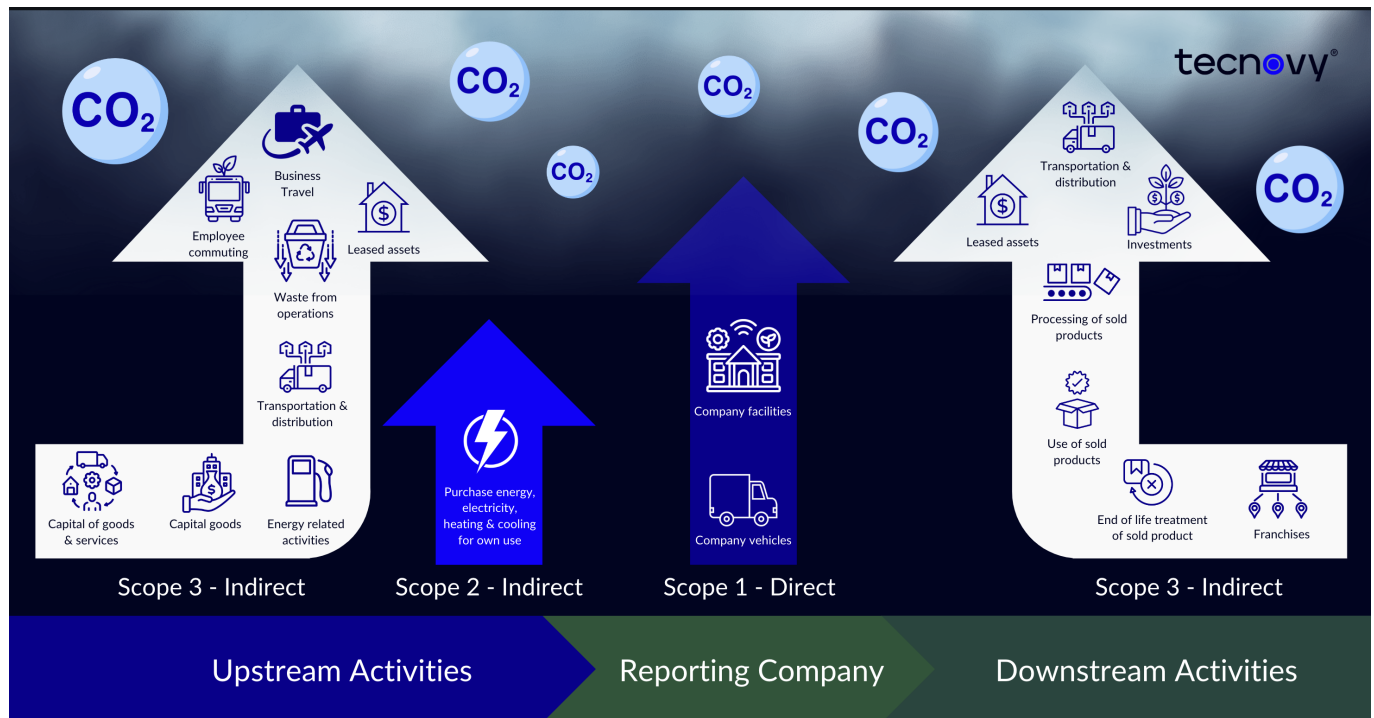 tecnovy®
CO₂
CO₂
CO₂
CO₂
CO₂
CO₂
Business
Travel
Employee
commuting
Leased assets
Waste from
operations
Transportation &
distribution
Capital of goods
& services
Capital goods
Energy related
activities
Scope 3 - Indirect
Purchase energy,
electricity,
heating & cooling
for own use
Scope 2 - Indirect
Company facilities
Company vehicles
Scope 1 - Direct
Transportation &
distribution
Leased assets
Investments
Processing of sold
products
Use of sold
products
End of life treatment
of sold product
Franchises
Scope 3 - Indirect
Upstream Activities
Reporting Company
Downstream Activities